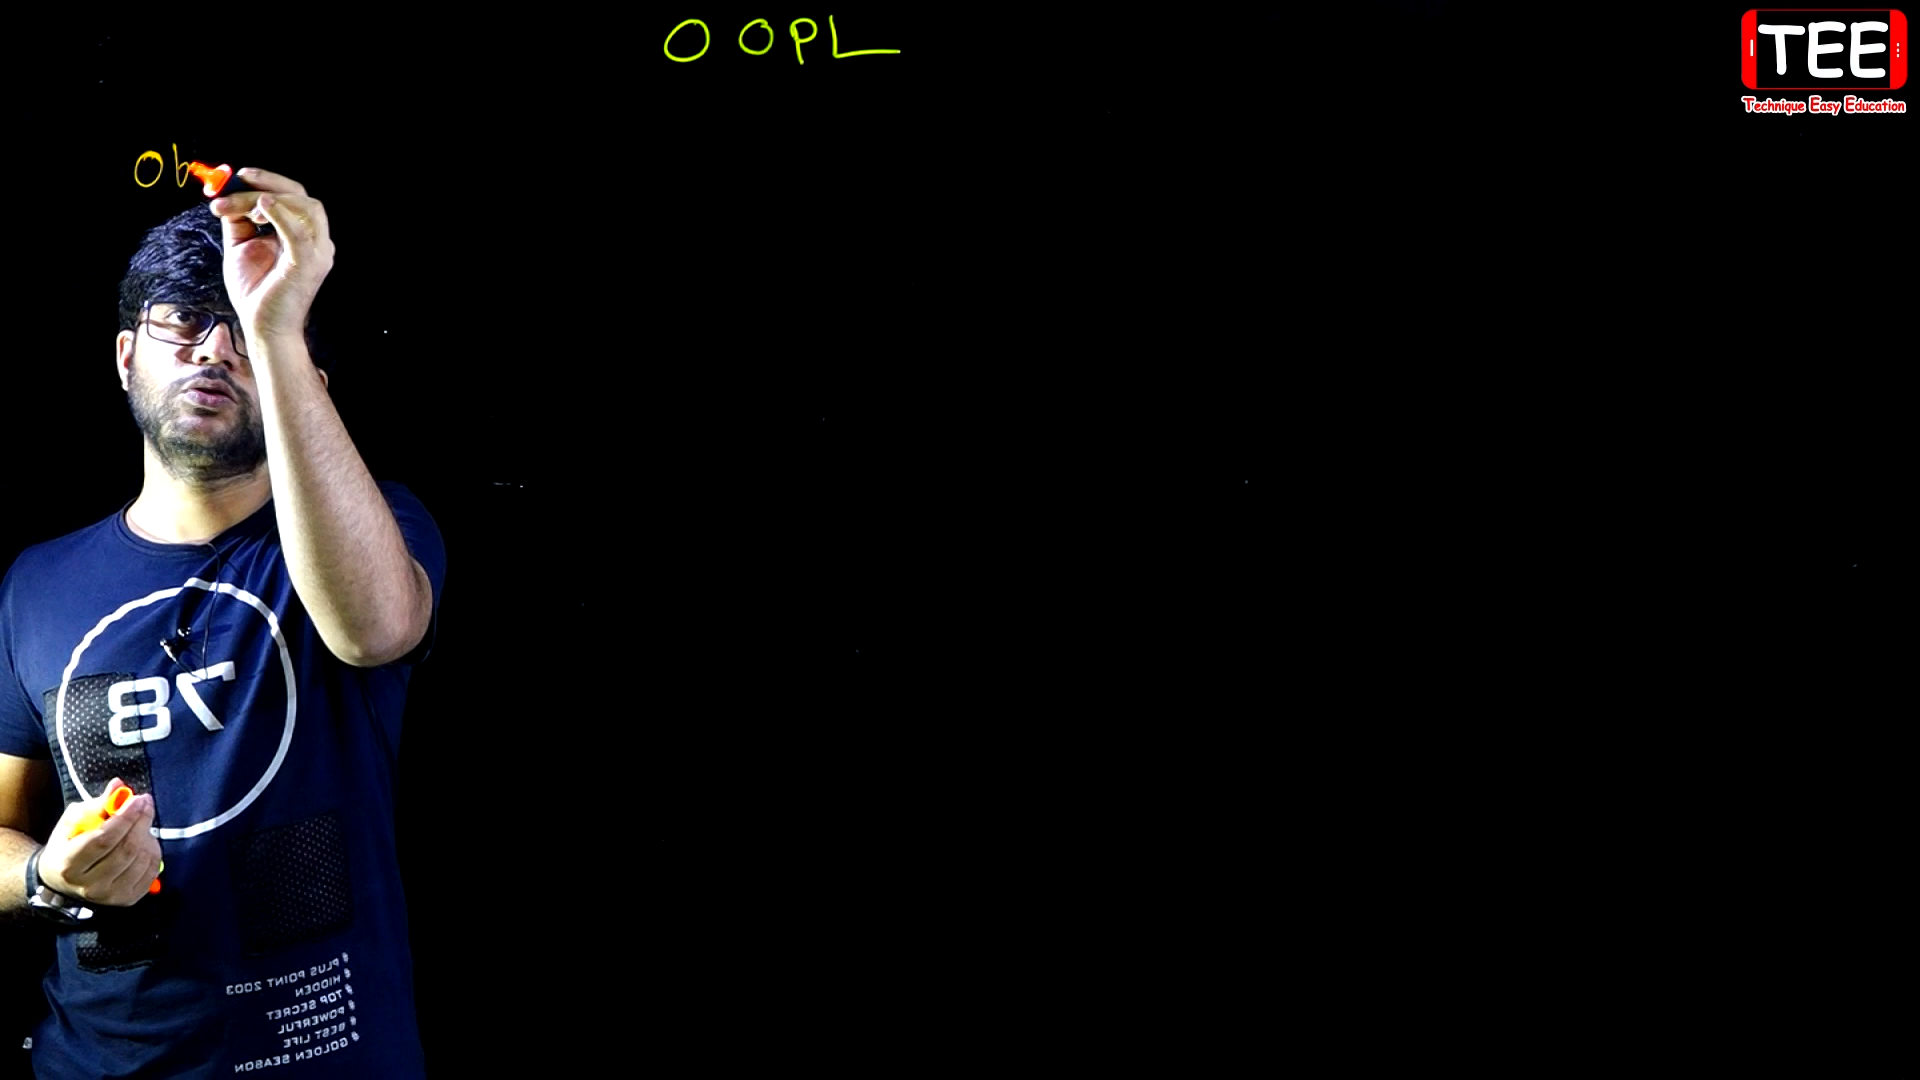 OOPL
TEE
Technique Easy Education
Ob
78
# PLUS POINT 2003
# HIDDEN
# TOP SECRET
# POWERFUL
# BEST LIFE
# GOLDEN SEASON